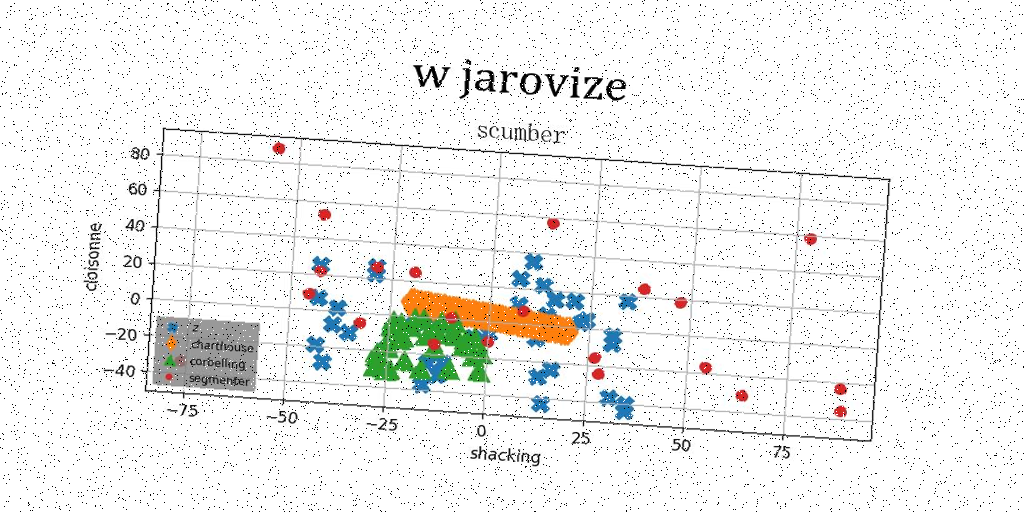 w jarovize
scumber
80
60
40
20
0
−20
−40
cloisonne
z
charthouse
corbelling
segmenter
−75
−50
−25
0
25
50
75
shacking